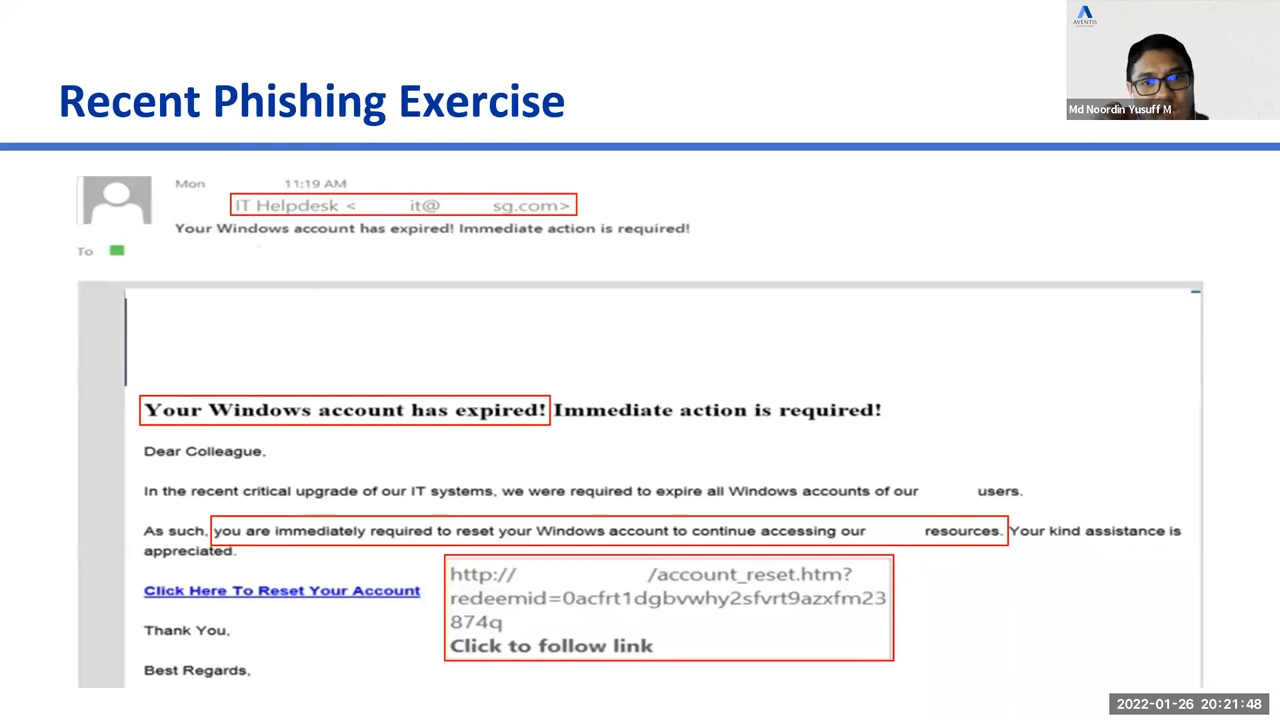 Recent Phishing Exercise
AVENTIS
Md Noordin Yusuff M
Mon 11:19 AM
IT Helpdesk < it@ sg.com>
Your Windows account has expired! Immediate action is required!
To
Your Windows account has expired! Immediate action is required!
Dear Colleague,
In the recent critical upgrade of our IT systems, we were required to expire all Windows accounts of our users.
As such, you are immediately required to reset your Windows account to continue accessing our resources. Your kind assistance is
appreciated.
Click Here To Reset Your Account
http:// /account_reset.htm?
redeemid=0acfrt1dgbvwhy2sfvrt9azxfm23
874q
Click to follow link
Thank You,
Best Regards,
2022-01-26 20:21:48